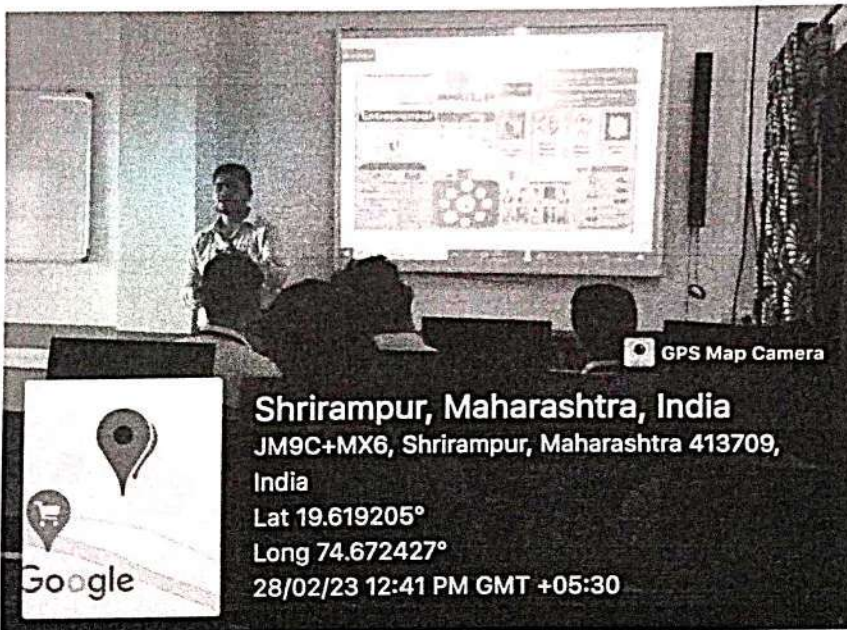 Entrepreneur
GPS Map Camera
Shrirampur, Maharashtra, India
JM9C+MX6, Shrirampur, Maharashtra 413709,
India
Lat 19.619205°
Long 74.672427°
28/02/23 12:41 PM GMT +05:30
Google